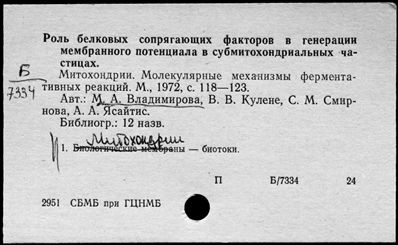 Роль белковых сопрягающих факторов в генерации
мембранного потенциала в субмитохондриальных ча-
стицах.
Б
7334
Митохондрии. Молекулярные механизмы фермента-
тивных реакций. М., 1972, с. 118—123.
Авт.: М. А. Владимирова, В. В. Кулене, С. М. Смир-
нова, А. А. Ясайтис.
Библиогр.: 12 назв.
Митохондрии
1. Биологические мембраны — биотоки.
П Б/7334 24
2951 СБМБ при ГЦНМБ